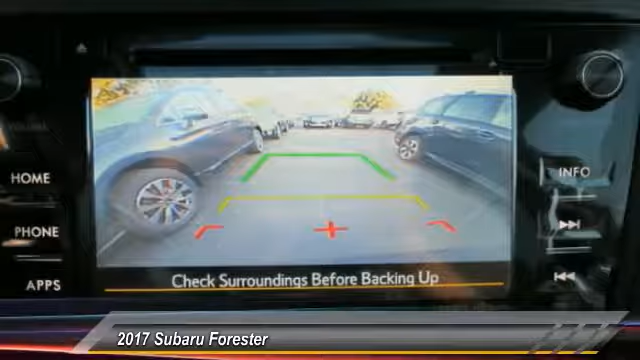 HOME
INFO
PHONE
APPS
Check Surroundings Before Backing Up
2017 Subaru Forester